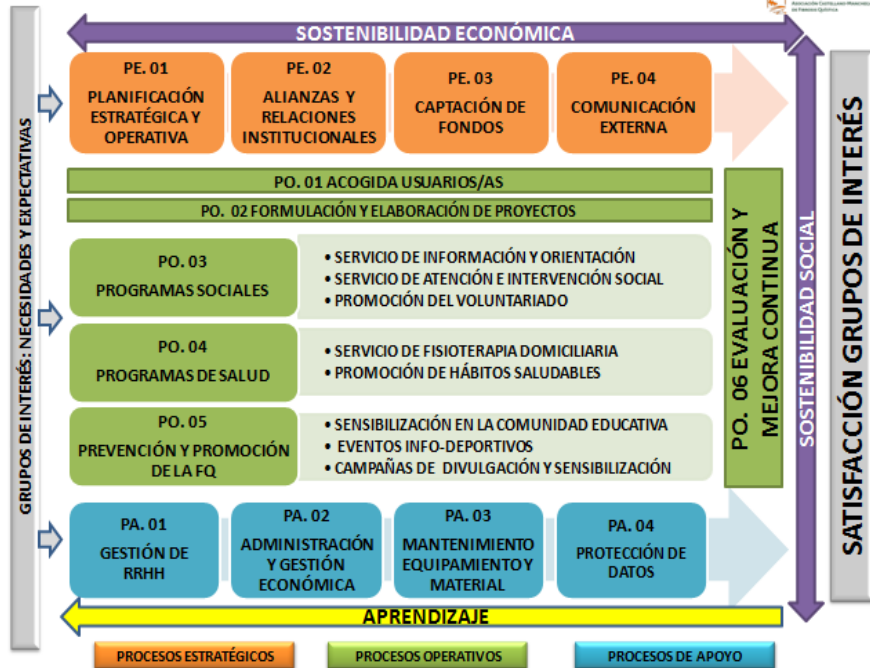 ASOCIACIÓN CASTELLANO MANCHEGA
DE FIBROSIS QUÍSTICA
SOSTENIBILIDAD ECONÓMICA
GRUPOS DE INTERÉS: NECESIDADES Y EXPECTATIVAS
PE. 01
PLANIFICACIÓN
ESTRATÉGICA Y
OPERATIVA
PE. 02
ALIANZAS Y
RELACIONES
INSTITUCIONALES
PE. 03
CAPTACIÓN DE
FONDOS
PE. 04
COMUNICACIÓN
EXTERNA
PO. 01 ACOGIDA USUARIOS/AS
PO. 02 FORMULACIÓN Y ELABORACIÓN DE PROYECTOS
PO. 03
PROGRAMAS SOCIALES
• SERVICIO DE INFORMACIÓN Y ORIENTACIÓN
• SERVICIO DE ATENCIÓN E INTERVENCIÓN SOCIAL
• PROMOCIÓN DEL VOLUNTARIADO
PO. 04
PROGRAMAS DE SALUD
• SERVICIO DE FISIOTERAPIA DOMICILIARIA
• PROMOCIÓN DE HÁBITOS SALUDABLES
PO. 05
PREVENCIÓN Y PROMOCIÓN
DE LA FQ
• SENSIBILIZACIÓN EN LA COMUNIDAD EDUCATIVA
• EVENTOS INFO-DEPORTIVOS
• CAMPAÑAS DE DIVULGACIÓN Y SENSIBILIZACIÓN
PO. 06 EVALUACIÓN Y
MEJORA CONTINUA
SOSTENIBILIDAD SOCIAL
SATISFACCIÓN GRUPOS DE INTERÉS
PA. 01
GESTIÓN DE
RRHH
PA. 02
ADMINISTRACIÓN
Y GESTIÓN
ECONÓMICA
PA. 03
MANTENIMIENTO
EQUIPAMIENTO Y
MATERIAL
PA. 04
PROTECCIÓN DE
DATOS
APRENDIZAJE
PROCESOS ESTRATÉGICOS
PROCESOS OPERATIVOS
PROCESOS DE APOYO